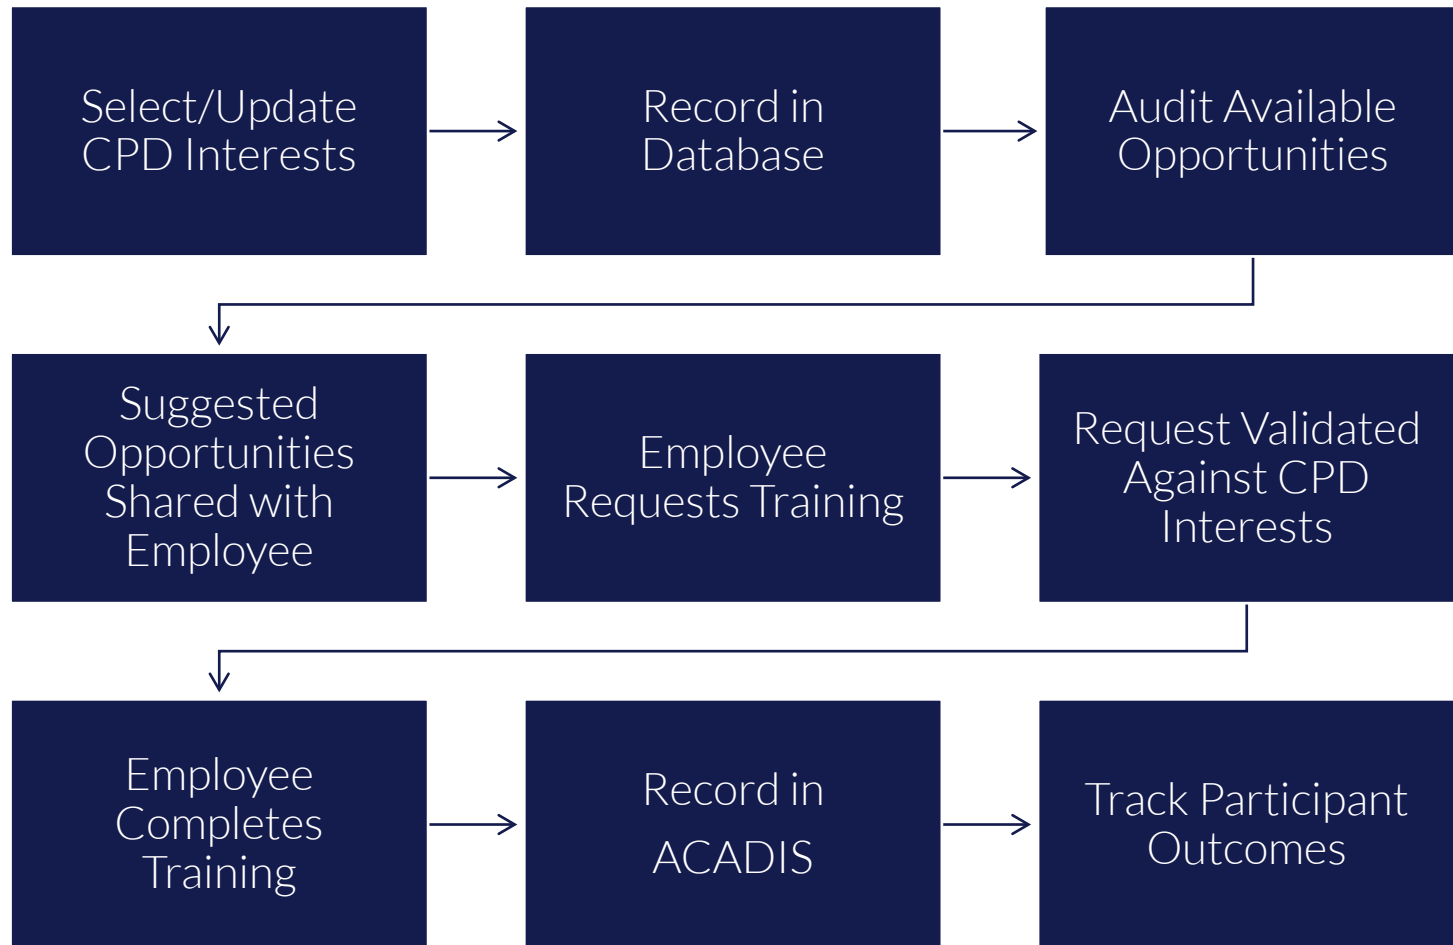 Select/Update
CPD Interests
Record in
Database
Audit Available
Opportunities
Suggested
Opportunities
Shared with
Employee
Employee
Requests Training
Request Validated
Against CPD
Interests
Employee
Completes
Training
Record in
ACADIS
Track Participant
Outcomes